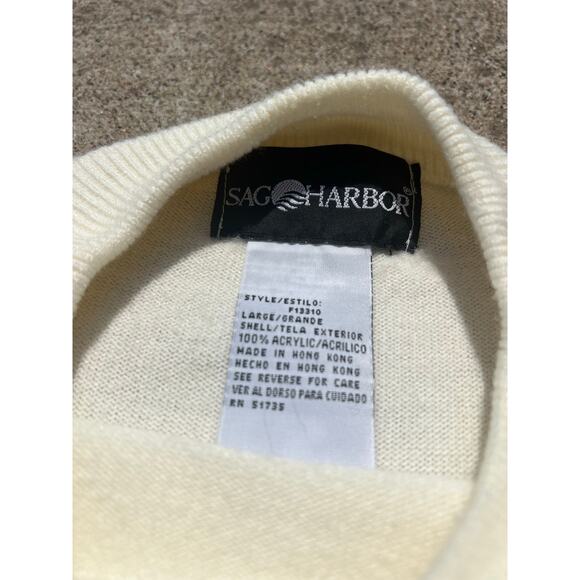 SAG HARBOR®
STYLE/ESTILO:
F13310
LARGE/GRANDE
SHELL/TELA EXTERIOR
100% ACRYLIC/ACRILICO
MADE IN HONG KONG
HECHO EN HONG KONG
SEE REVERSE FOR CARE
VER AL DORSO PARA CUIDADO
RN 51735